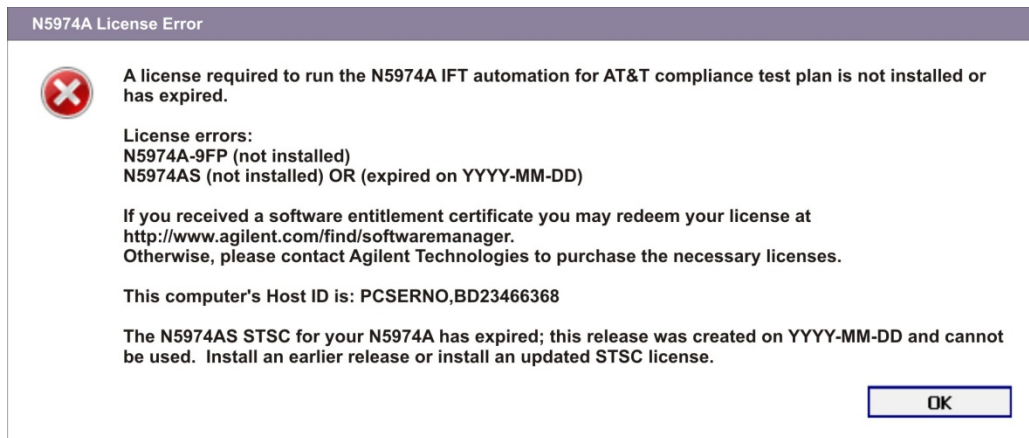 N5974A License Error
A license required to run the N5974A IFT automation for AT&T compliance test plan is not installed or
has expired.
License errors:
N5974A-9FP (not installed)
N5974AS (not installed) OR (expired on YYYY-MM-DD)
If you received a software entitlement certificate you may redeem your license at
http://www.agilent.com/find/softwaremanager.
Otherwise, please contact Agilent Technologies to purchase the necessary licenses.
This computer's Host ID is: PCSERNO,BD23466368
The N5974AS STSC for your N5974A has expired; this release was created on YYYY-MM-DD and cannot
be used. Install an earlier release or install an updated STSC license.
OK